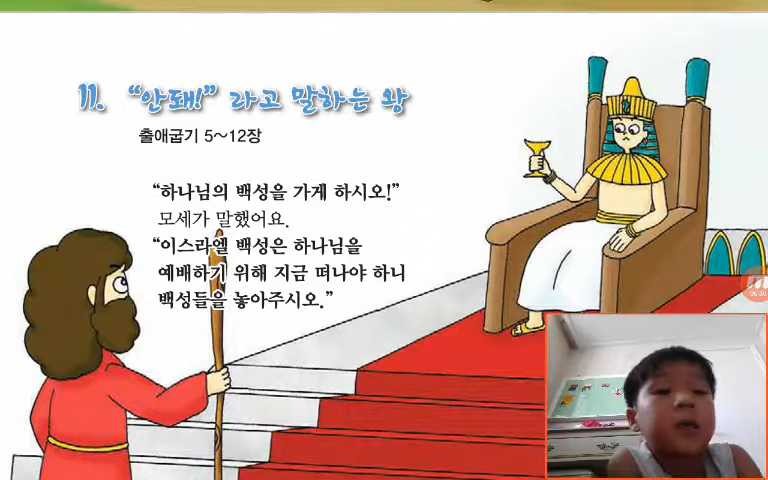 11. “안돼!” 라고 말하는 왕
출애굽기 5~12장
“하나님의 백성을 가게 하시오!”
모세가 말했어요.
“이스라엘 백성은 하나님을
예배하기 위해 지금 떠나야 하니
백성들을 놓아주시오.”